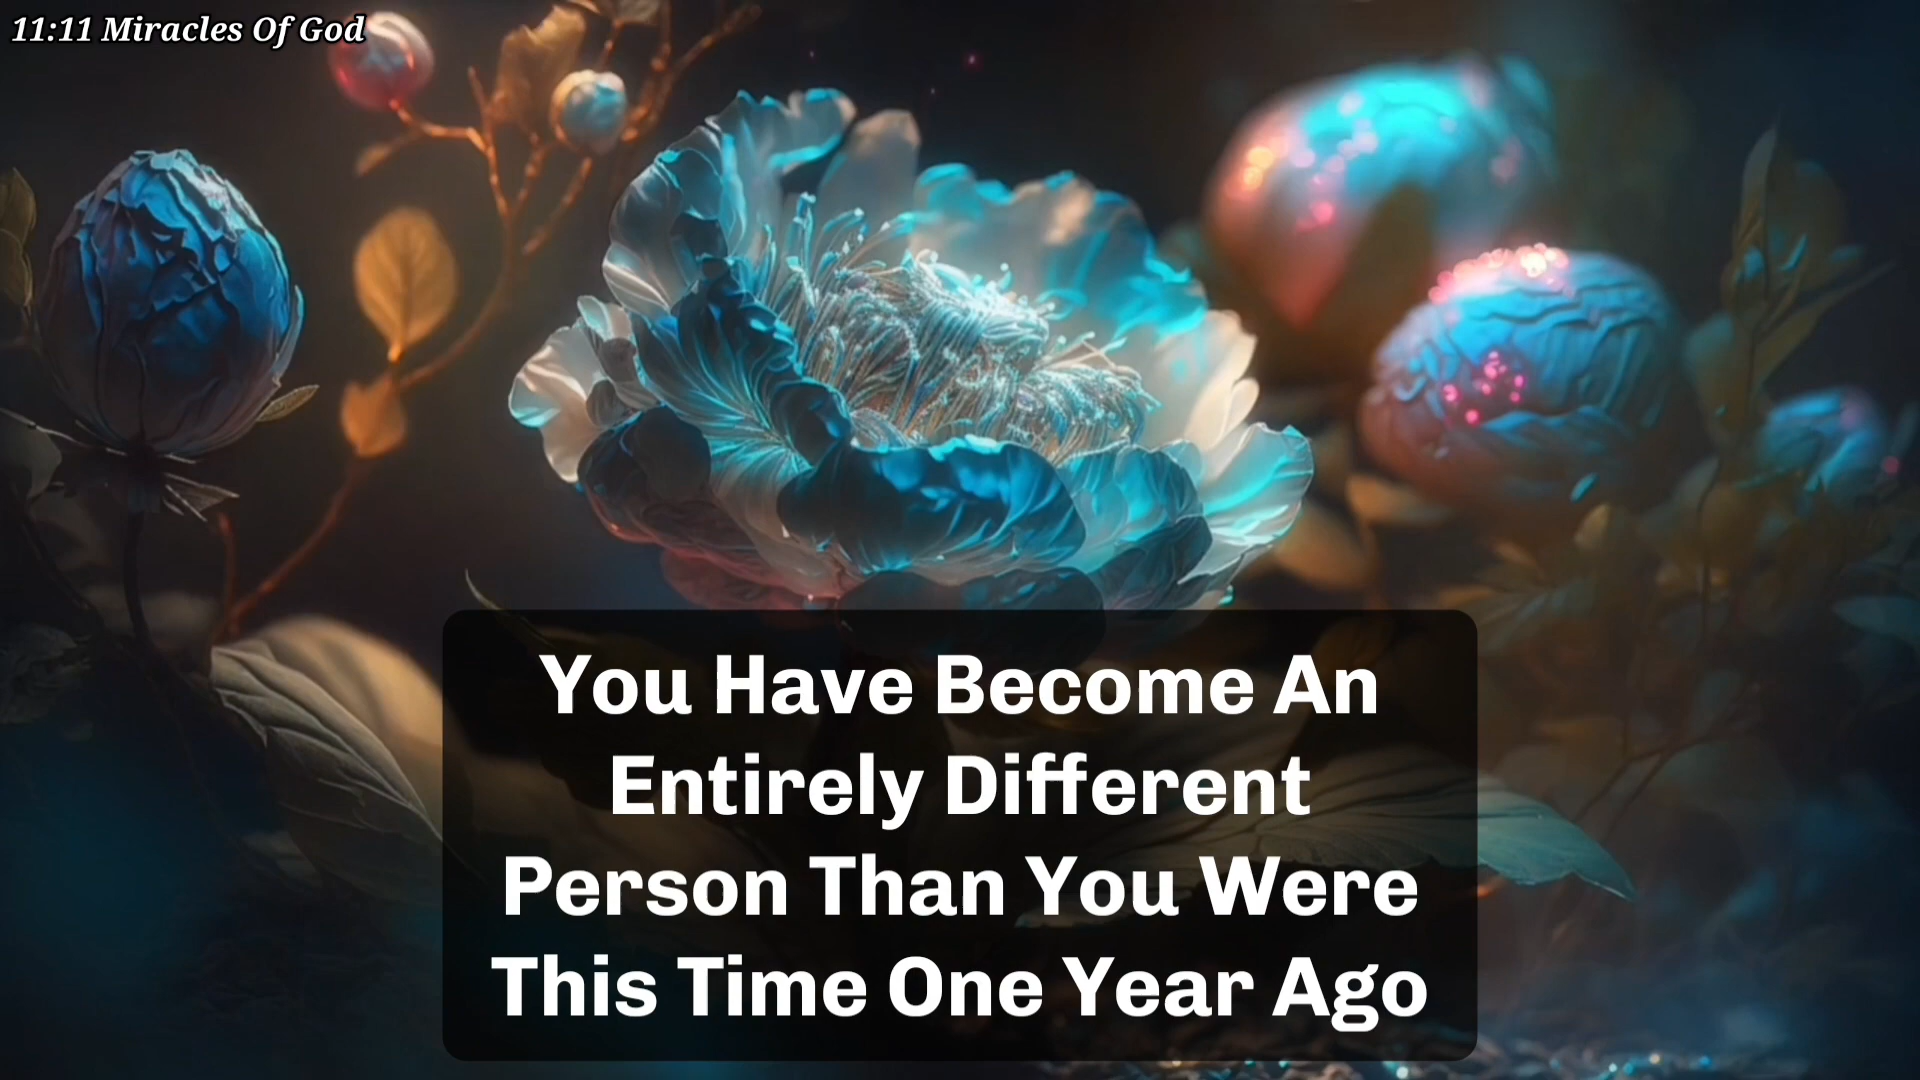 11:11 Miracles Of God
You Have Become An
Entirely Different
Person Than You Were
This Time One Year Ago